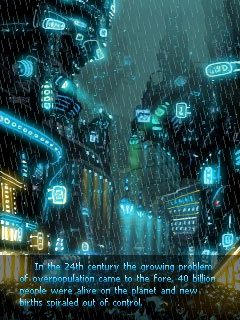 In the 24th century the growing problem
of overpopulation came to the fore. 40 billion
people were alive on the planet and new
births spiraled out of control.